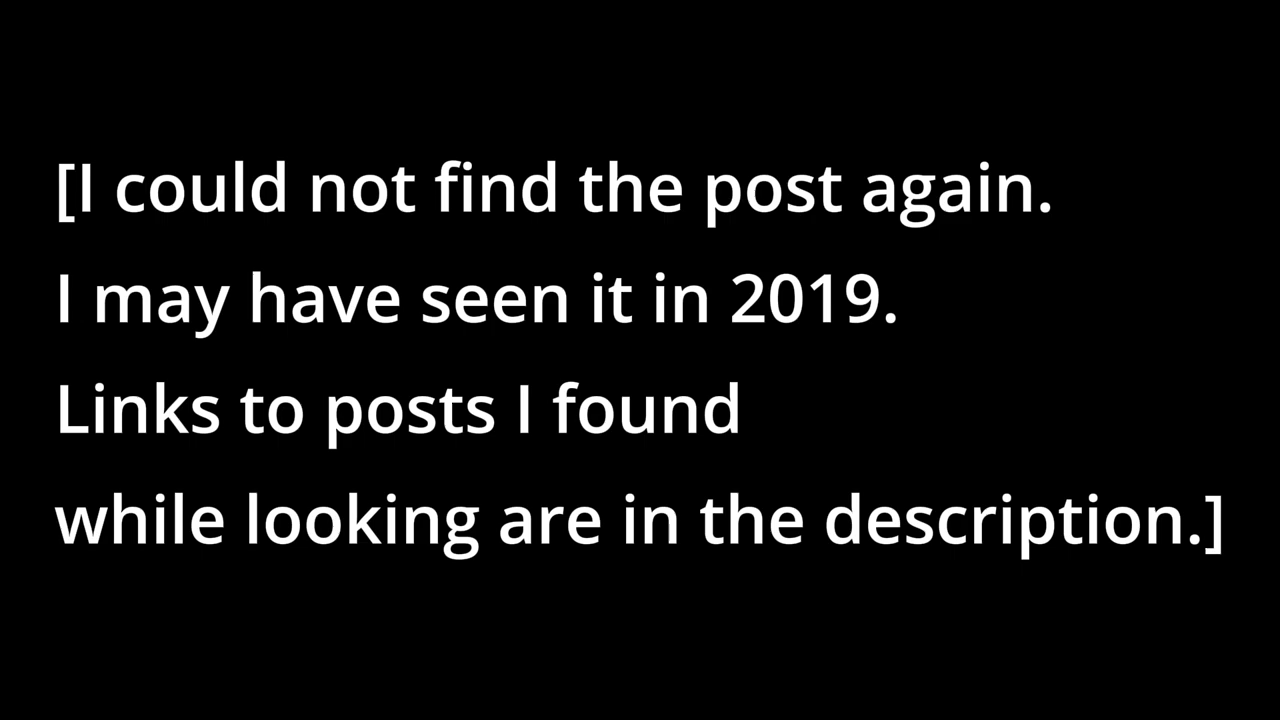 [I could not find the post again.
I may have seen it in 2019.
Links to posts I found
while looking are in the description.]